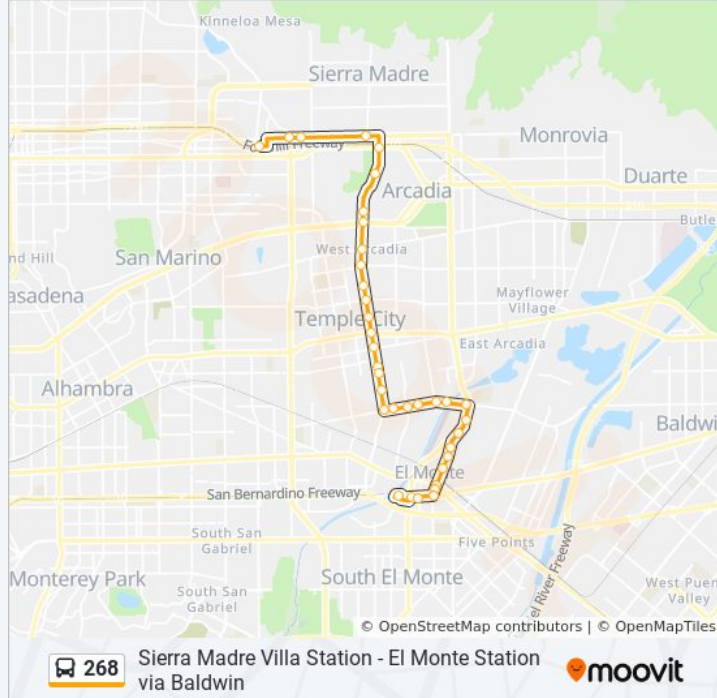 Kinneloa Mesa
Sierra Madre
Monrovia
Foothill Freeway
Duarte
Arcadia
Butle
nd Hill
San Marino
West Arcadia
asadena
Mayflower
Village
Temple City
East Arcadia
Alhambra
Baldwi
El Monte
San Bernardino Freeway
South San
Gabriel
Five Points
Monterey Park
South El Monte
South San
Gabriel
West Puen
Valley
el River Freeway
© OpenStreetMap contributors | © OpenMapTiles
268
Sierra Madre Villa Station - El Monte Station
via Baldwin
moovit